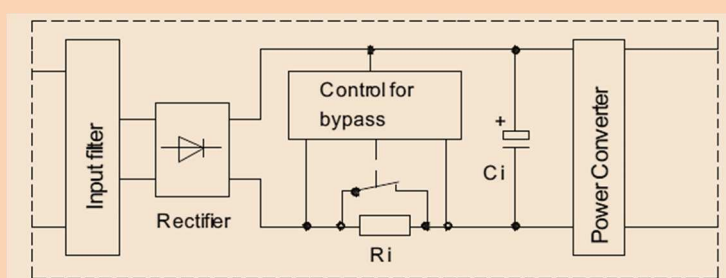 Input filter
Rectifier
Control for
bypass
Ri
+
Ci
Power Converter